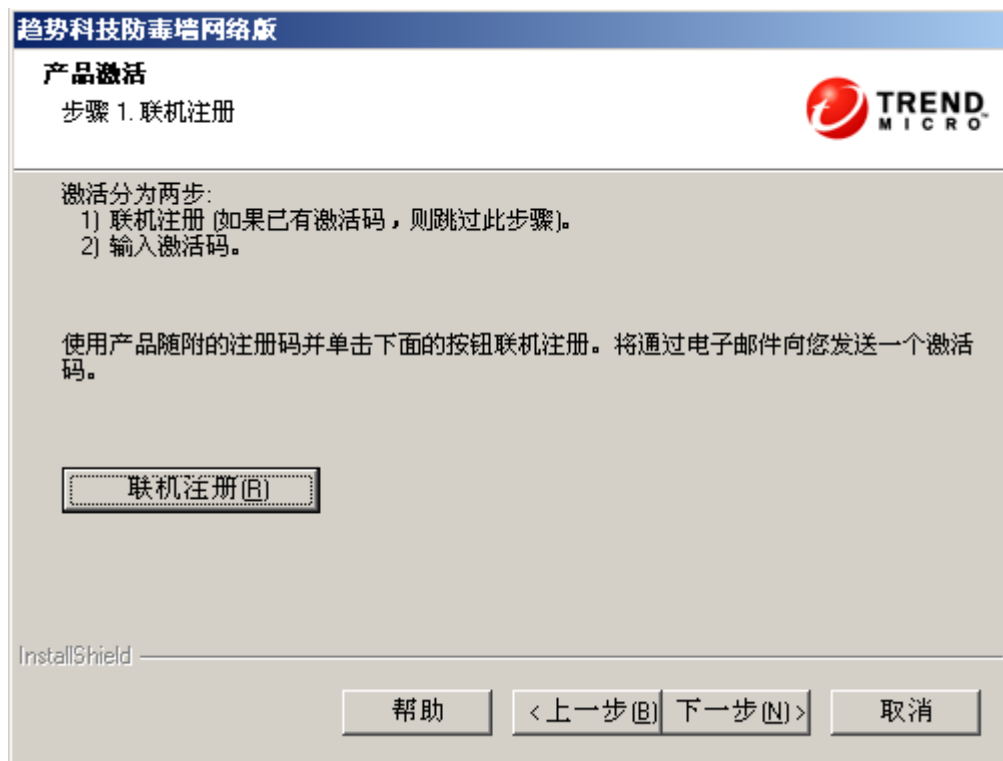 趋势科技防毒墙网络版
产品激活
步骤 1. 联机注册
TREND
MICRO
激活分为两步:
1) 联机注册 (如果已有激活码，则跳过此步骤)。
2) 输入激活码。
使用产品随附的注册码并单击下面的按钮联机注册。将通过电子邮件向您发送一个激活
码。
联机注册(R)
InstallShield
帮助 <上一步(B) 下一步(N)> 取消